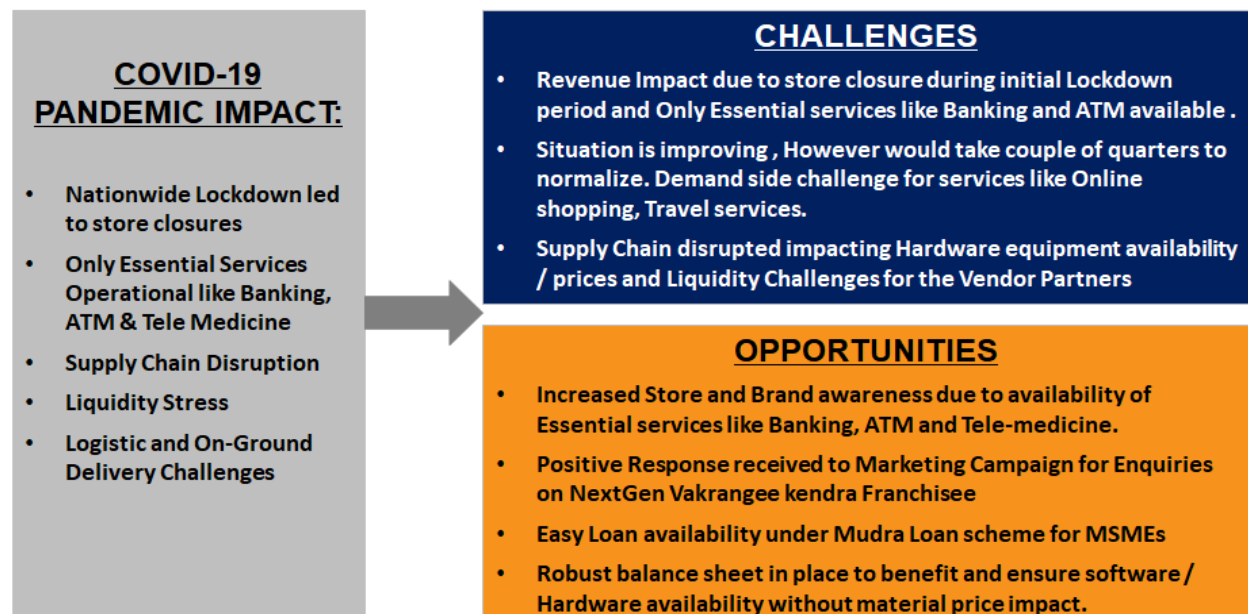 COVID-19
PANDEMIC IMPACT:
• Nationwide Lockdown led
to store closures
• Only Essential Services
Operational like Banking,
ATM & Tele Medicine
• Supply Chain Disruption
• Liquidity Stress
• Logistic and On-Ground
Delivery Challenges
CHALLENGES
• Revenue Impact due to store closure during initial Lockdown
period and Only Essential services like Banking and ATM available .
• Situation is improving , However would take couple of quarters to
normalize. Demand side challenge for services like Online
shopping, Travel services.
• Supply Chain disrupted impacting Hardware equipment availability
/ prices and Liquidity Challenges for the Vendor Partners
OPPORTUNITIES
• Increased Store and Brand awareness due to availability of
Essential services like Banking, ATM and Tele-medicine.
• Positive Response received to Marketing Campaign for Enquiries
on NextGen Vakrangee kendra Franchisee
• Easy Loan availability under Mudra Loan scheme for MSMEs
• Robust balance sheet in place to benefit and ensure software /
Hardware availability without material price impact.